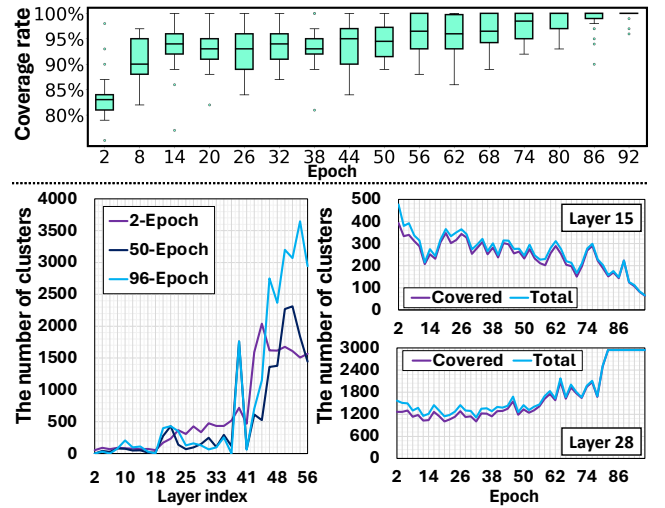 Coverage rate
100%
95%
90%
85%
80%
2 8 14 20 26 32 38 44 50 56 62 68 74 80 86 92
Epoch
The number of clusters
4000
3500
3000
2500
2000
1500
1000
500
0
2-Epoch
50-Epoch
96-Epoch
2 10 18 25 33 41 48 56
Layer index
The number of clusters
500
400
300
200
100
0
Layer 15
Covered Total
2 14 26 38 50 62 74 86
3000
2400
1800
1200
600
0
Covered Total
Layer 28
2 14 26 38 50 62 74 86
Epoch